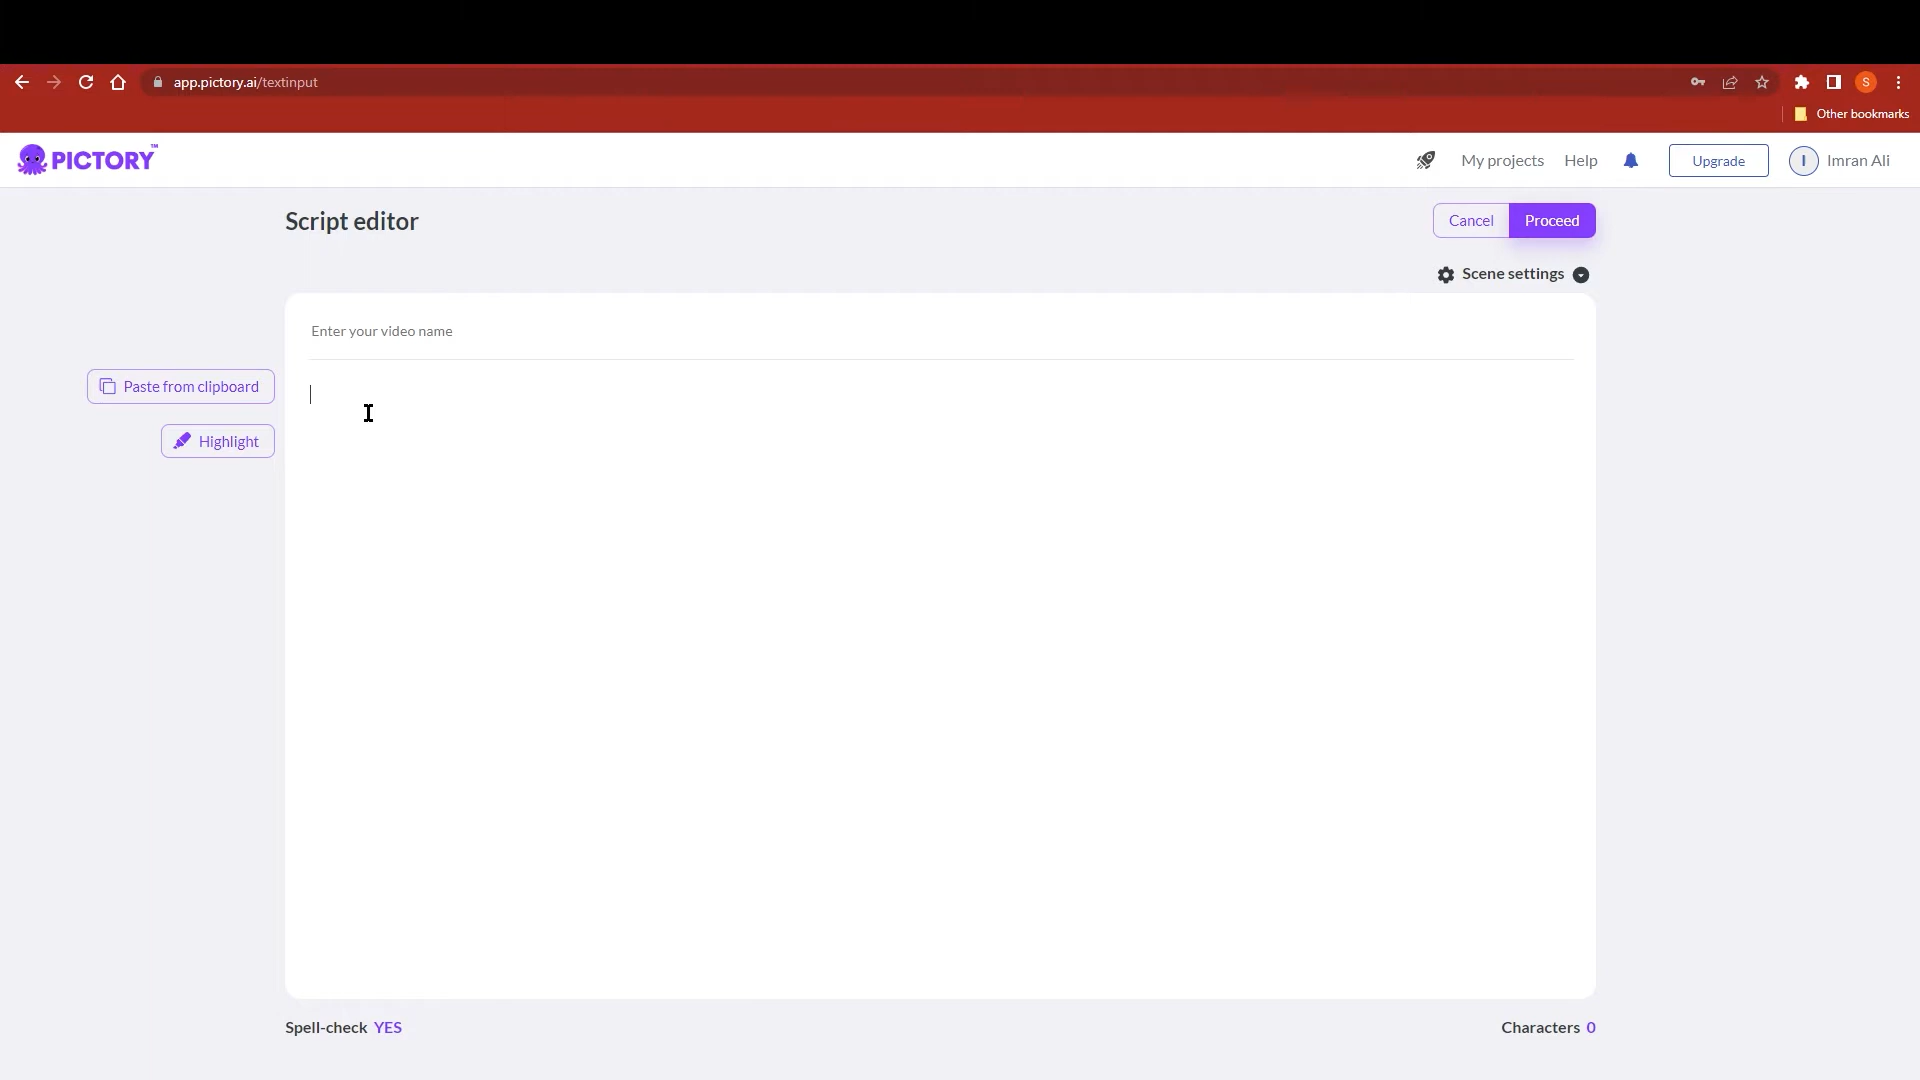 app.pictory.ai/textinput
S
Other bookmarks
PICTORY™
My projects
Help
Upgrade
I
Imran Ali
Script editor
Cancel
Proceed
Scene settings
Enter your video name
Paste from clipboard
Highlight
Spell-check YES
Characters 0